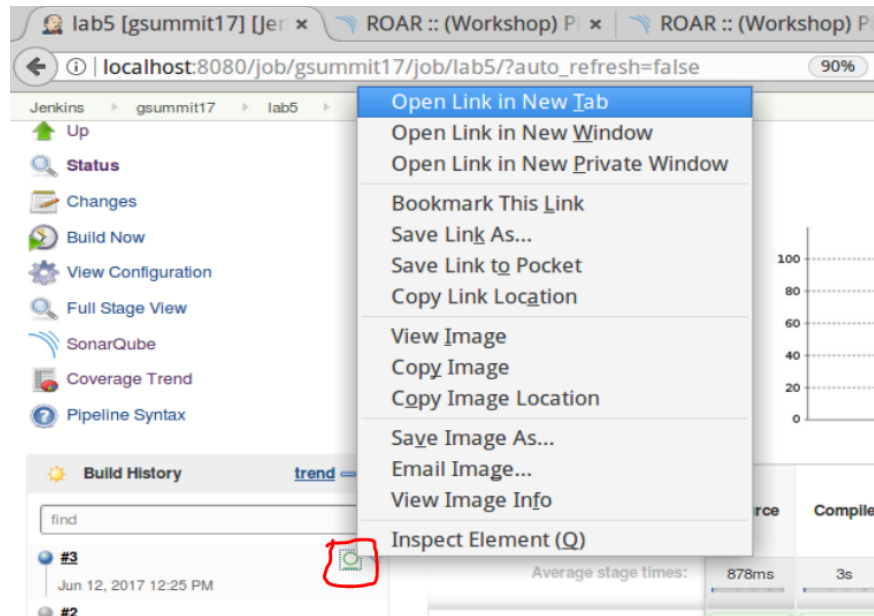 lab5 [gsummit17] [Jer ×
ROAR :: (Workshop) Pi ×
ROAR :: (Workshop) P
localhost:8080/job/gsummit17/job/lab5/?auto_refresh=false
90%
Jenkins
gsummit17
lab5
Up
Status
Changes
Build Now
View Configuration
Full Stage View
SonarQube
Coverage Trend
Pipeline Syntax
Build History
trend
find
#3
Jun 12, 2017 12:25 PM
#2
Open Link in New Tab
Open Link in New Window
Open Link in New Private Window
Bookmark This Link
Save Link As...
Save Link to Pocket
Copy Link Location
View Image
Copy Image
Copy Image Location
Save Image As...
Email Image...
View Image Info
Inspect Element (Q)
100
80
60
40
20
0
rce
Compile
Average stage times:
878ms
3s